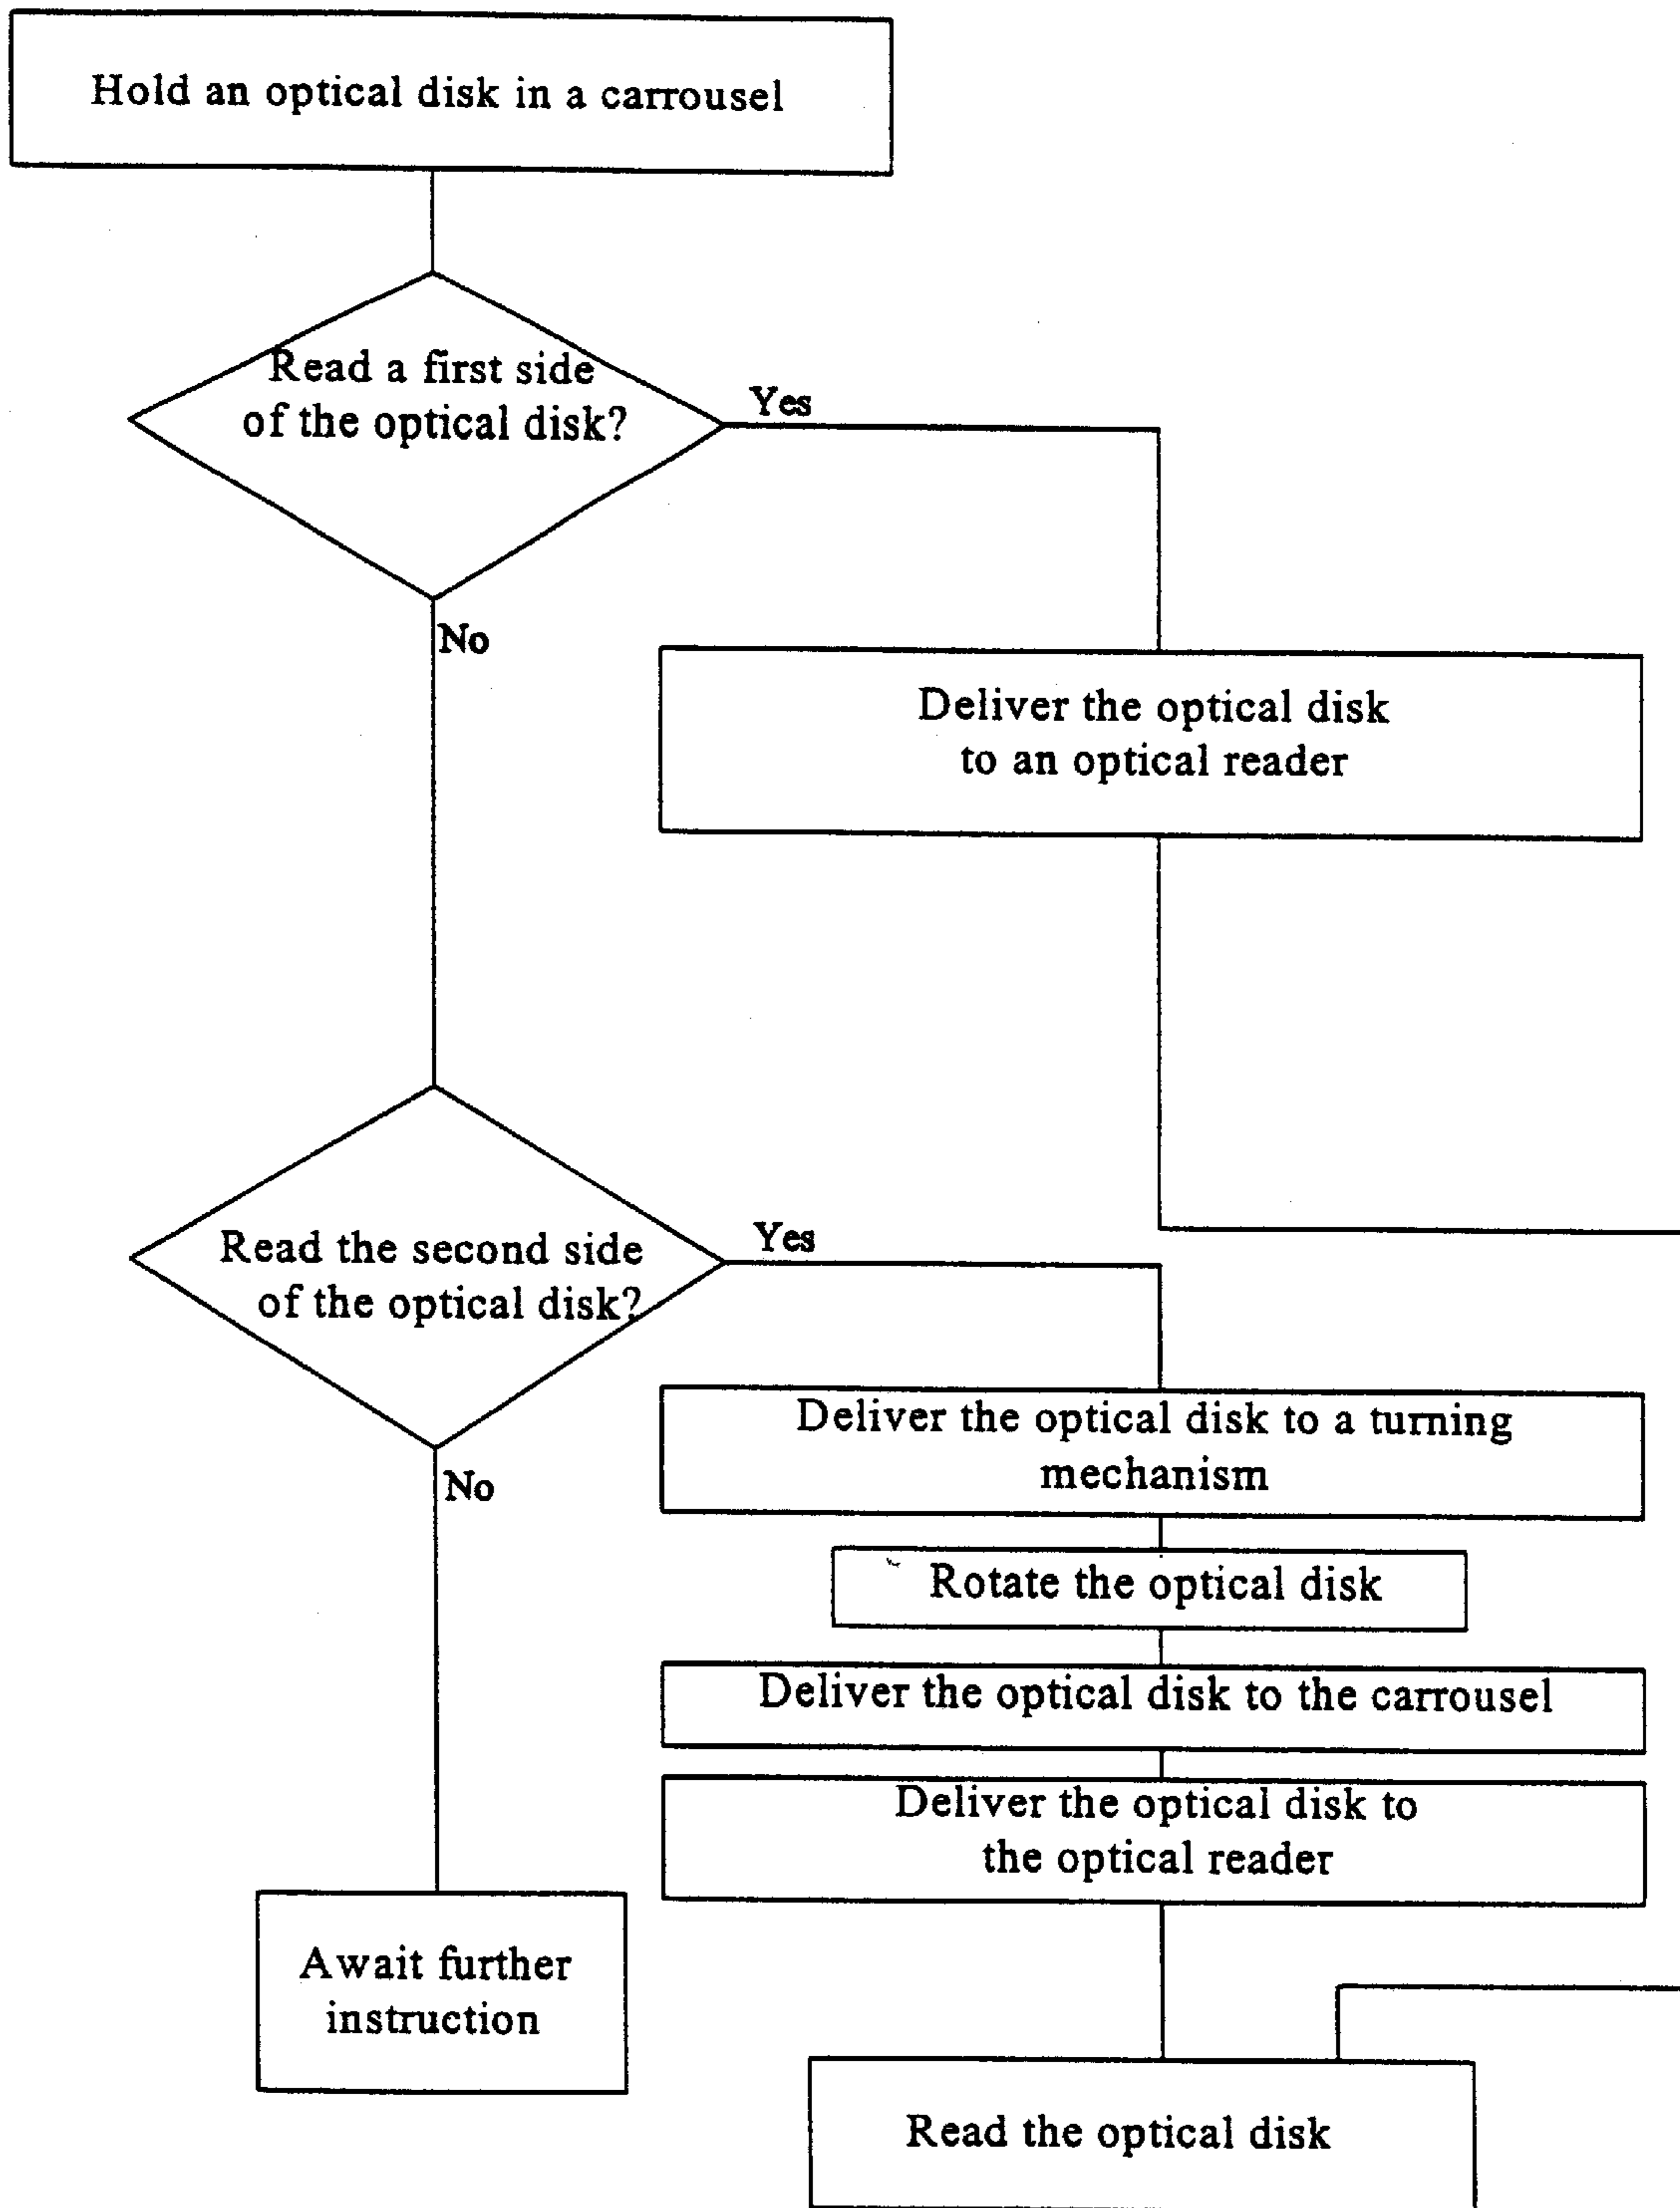 Hold an optical disk in a carrousel
Read a first side
of the optical disk?
Yes
No
Deliver the optical disk
to an optical reader
Read the second side
of the optical disk?
Yes
No
Deliver the optical disk to a turning
mechanism
Rotate the optical disk
Deliver the optical disk to the carrousel
Deliver the optical disk to
the optical reader
Await further
instruction
Read the optical disk